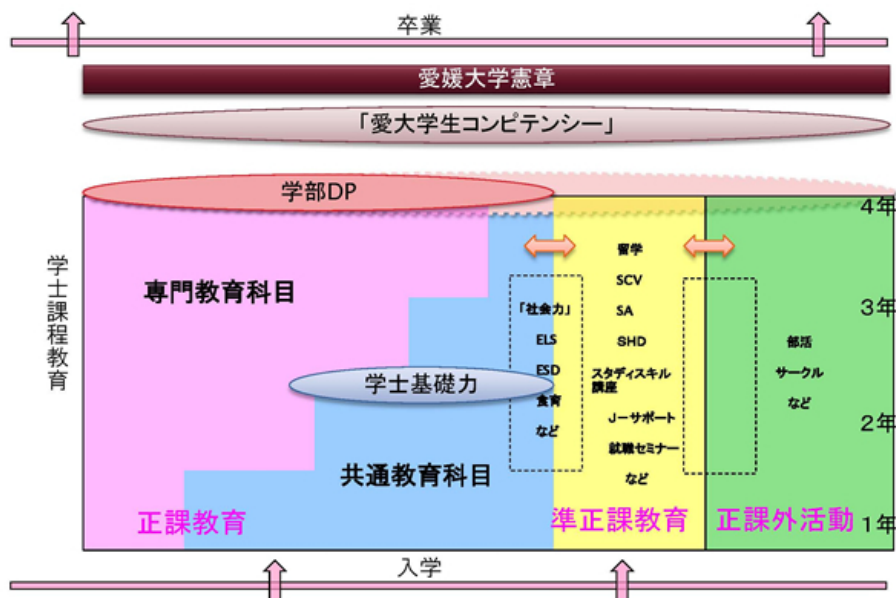 卒業
愛媛大学憲章
「愛大学生コンピテンシー」
学部DP
学士課程教育
専門教育科目
学士基礎力
共通教育科目
正課教育
「社会力」
ELS
ESD
食育
など
留学
SCV
SA
SHD
スタディスキル
講座
J－サポート
就職セミナー
など
準正課教育
部活
サークル
など
正課外活動
4年
3年
2年
1年
入学